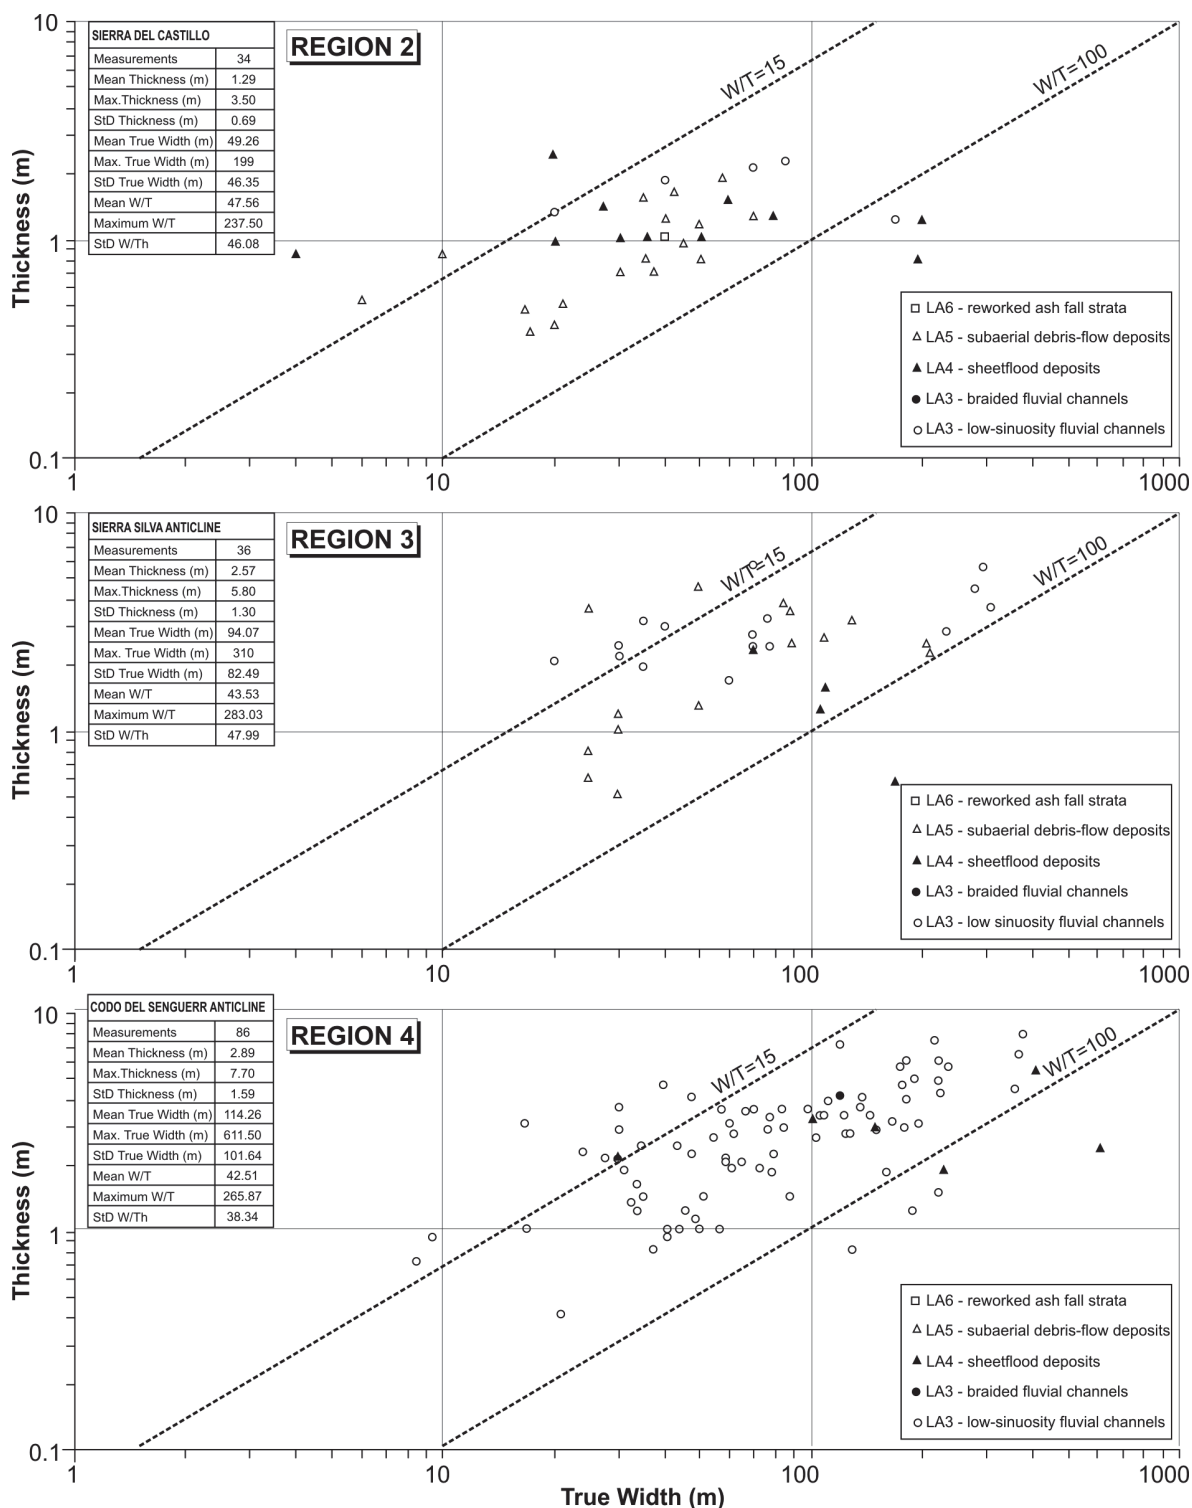 SIERRA DEL CASTILLO
Measurements 34
Mean Thickness (m) 1.29
Max.Thickness (m) 3.50
StD Thickness (m) 0.69
Mean True Width (m) 49.26
Max. True Width (m) 199
StD True Width (m) 46.35
Mean W/T 47.56
Maximum W/T 237.50
StD W/Th 46.08
REGION 2
W/T=15
W/T=100
Thickness (m)
10
1
0.1
LA6 - reworked ash fall strata
LA5 - subaerial debris-flow deposits
LA4 - sheetflood deposits
LA3 - braided fluvial channels
LA3 - low-sinuosity fluvial channels
1 10 100 1000
SIERRA SILVA ANTICLINE
Measurements 36
Mean Thickness (m) 2.57
Max.Thickness (m) 5.80
StD Thickness (m) 1.30
Mean True Width (m) 94.07
Max. True Width (m) 310
StD True Width (m) 82.49
Mean W/T 43.53
Maximum W/T 283.03
StD W/Th 47.99
REGION 3
W/T=15
W/T=100
Thickness (m)
10
1
0.1
LA6 - reworked ash fall strata
LA5 - subaerial debris-flow deposits
LA4 - sheetflood deposits
LA3 - braided fluvial channels
LA3 - low sinuosity fluvial channels
1 10 100 1000
CODO DEL SENGUERR ANTICLINE
Measurements 86
Mean Thickness (m) 2.89
Max.Thickness (m) 7.70
StD Thickness (m) 1.59
Mean True Width (m) 114.26
Max. True Width (m) 611.50
StD True Width (m) 101.64
Mean W/T 42.51
Maximum W/T 265.87
StD W/Th 38.34
REGION 4
W/T=15
W/T=100
Thickness (m)
10
1
0.1
LA6 - reworked ash fall strata
LA5 - subaerial debris-flow deposits
LA4 - sheetflood deposits
LA3 - braided fluvial channels
LA3 - low-sinuosity fluvial channels
1 10 100 1000
True Width (m)